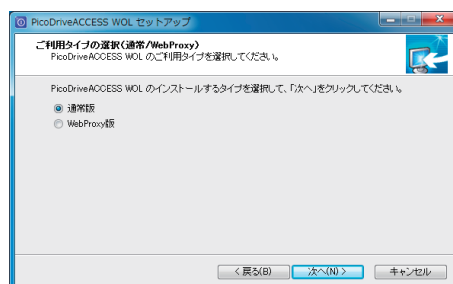 PicoDriveACCESS WOL セットアップ
ご利用タイプの選択(通常/WebProxy)
PicoDriveACCESS WOL のご利用タイプを選択してください。
PicoDriveACCESS WOL のインストールするタイプを選択して、「次へ」をクリックしてください。
通常版
WebProxy版
< 戻る(B)
次へ(N) >
キャンセル